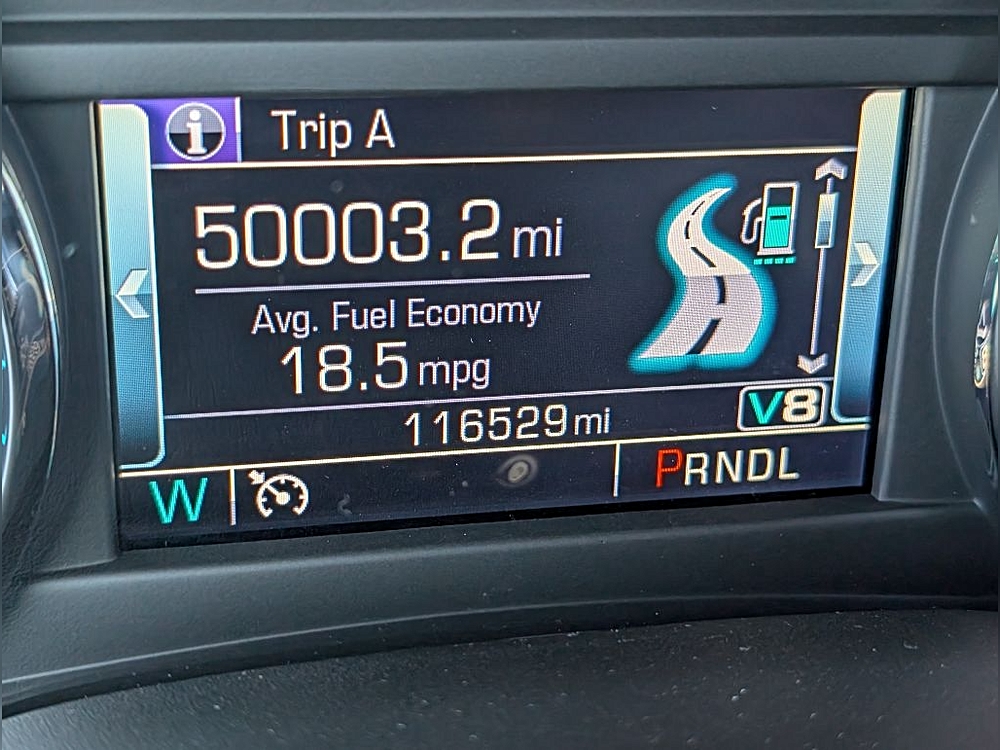 i Trip A
50003.2 mi
Avg. Fuel Economy
18.5 mpg
116529 mi
V8
W
PRNDL